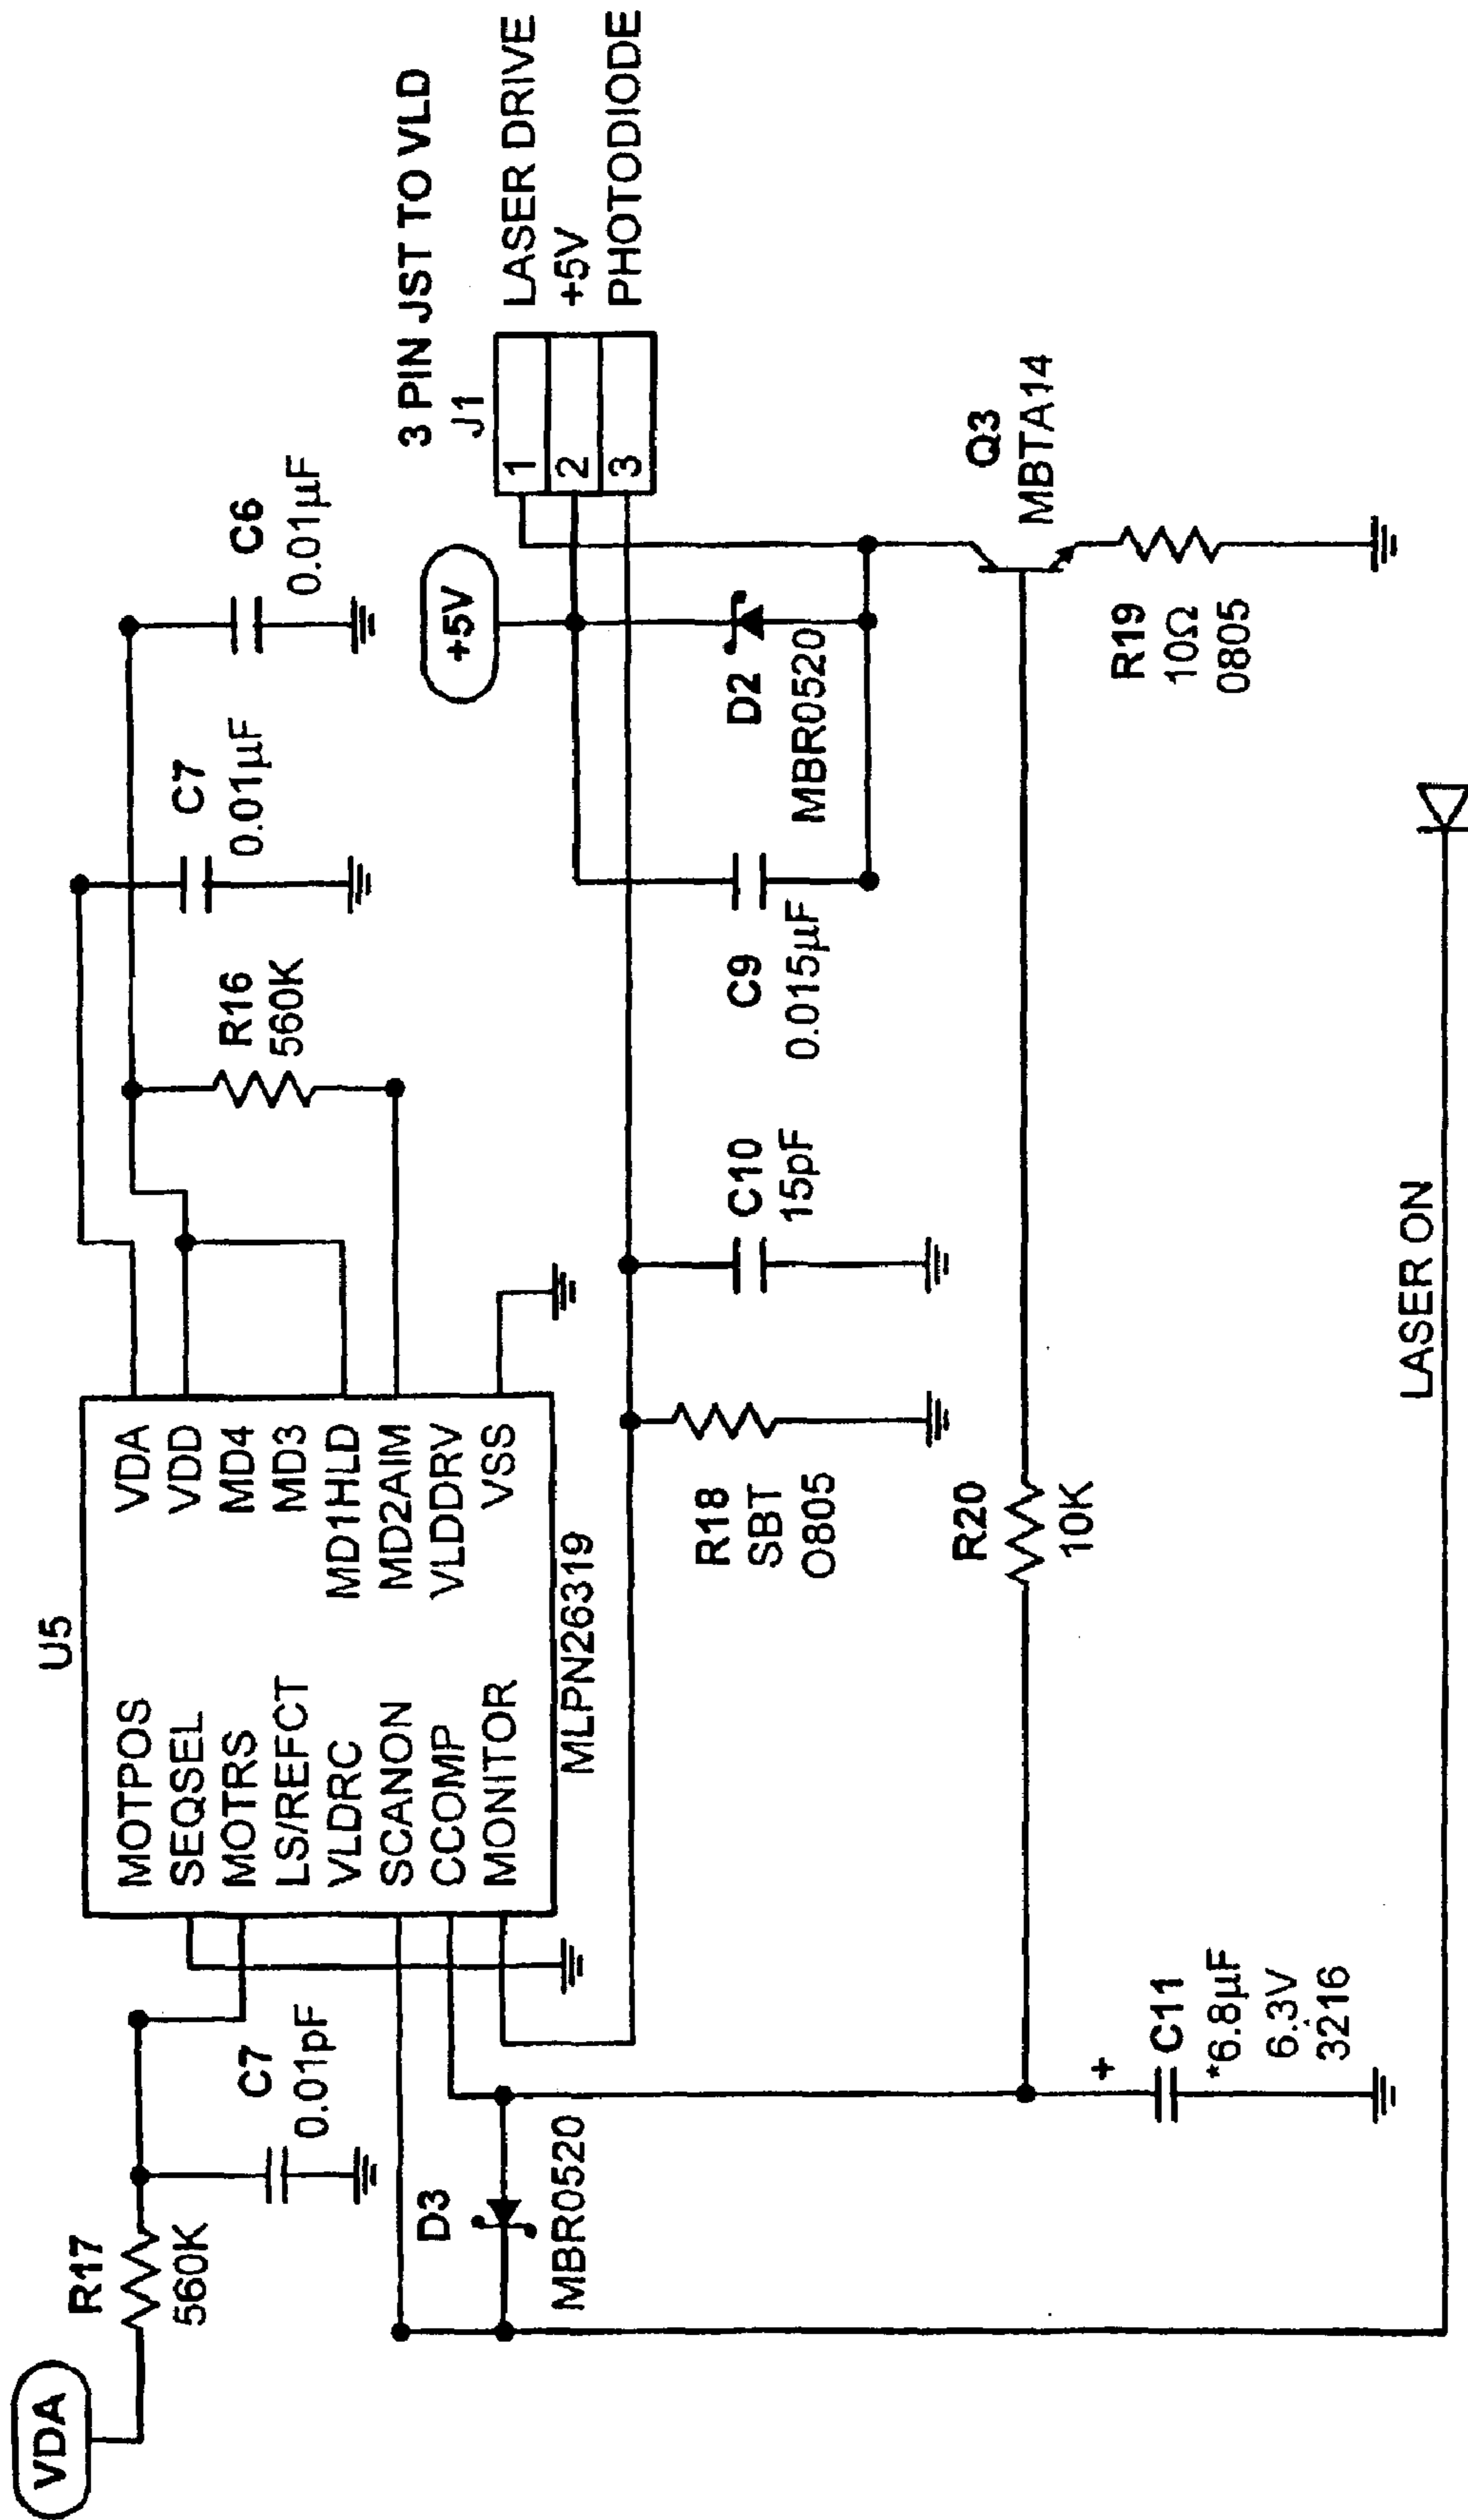 VDA
R17
560K
C7
0.01pF
U5
MOTPOS
SEQSEL
MOTRS
LS/REFCT
VLDRC
SCANON
CCOMP
MONITOR
VDA
VDD
MD4
MD3
MD1HLD
MD2AIM
VLDDRV
VSS
MLPN26319
R16
560K
C7
0.01µF
C6
0.01µF
3 PIN JST TO VLD
J1
1
2
3
LASER DRIVE
+5V
PHOTODIODE
+5V
D3
MBR0520
R18
SBT
O805
C10
15pF
C9
0.015µF
D2
MBR0520
Q3
MBTA14
R20
10K
R19
10Ω
0805
+
C11
*6.8µF
6.3V
3216
LASER ON